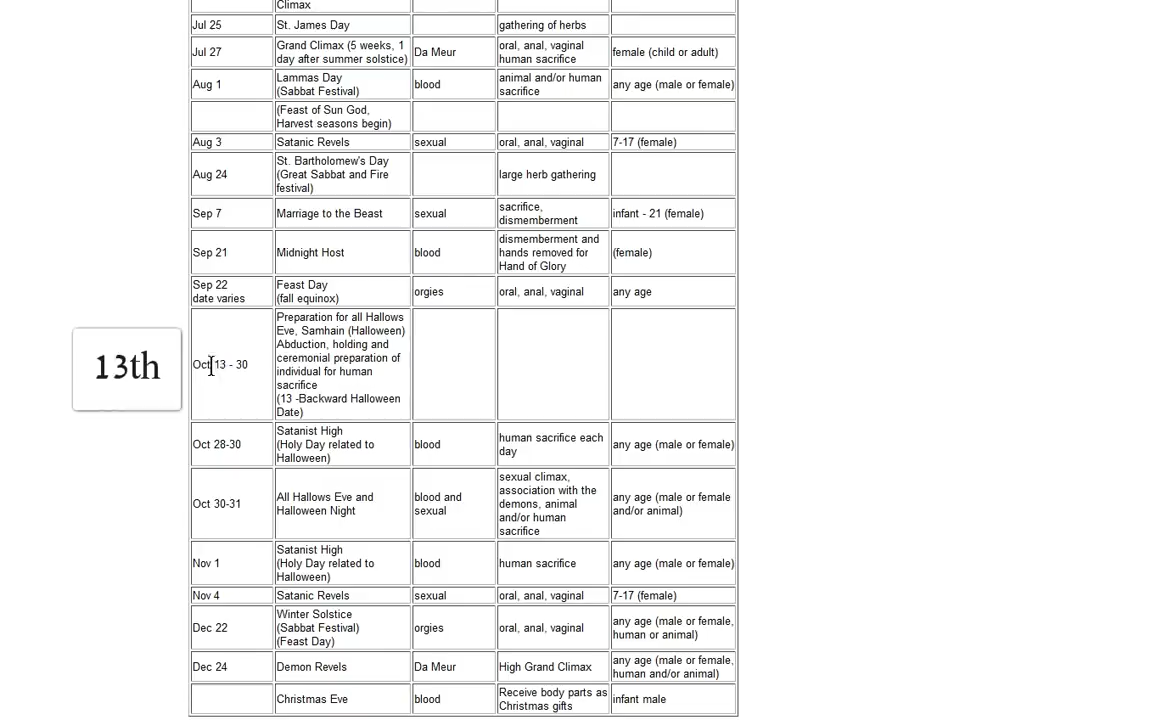 Climax
Jul 25 St. James Day gathering of herbs
Jul 27 Grand Climax (5 weeks, 1 day after summer solstice) Da Meur oral, anal, vaginal human sacrifice female (child or adult)
Aug 1 Lammas Day (Sabbat Festival) blood animal and/or human sacrifice any age (male or female)
(Feast of Sun God, Harvest seasons begin)
Aug 3 Satanic Revels sexual oral, anal, vaginal 7-17 (female)
Aug 24 St. Bartholomew's Day (Great Sabbat and Fire festival) large herb gathering
Sep 7 Marriage to the Beast sexual sacrifice, dismemberment infant - 21 (female)
Sep 21 Midnight Host blood dismemberment and hands removed for Hand of Glory (female)
Sep 22 date varies Feast Day (fall equinox) orgies oral, anal, vaginal any age
13th
Oct 13 - 30 Preparation for all Hallows Eve, Samhain (Halloween) Abduction, holding and ceremonial preparation of individual for human sacrifice (13 -Backward Halloween Date)
Oct 28-30 Satanist High (Holy Day related to Halloween) blood human sacrifice each day any age (male or female)
Oct 30-31 All Hallows Eve and Halloween Night blood and sexual sexual climax, association with the demons, animal and/or human sacrifice any age (male or female and/or animal)
Nov 1 Satanist High (Holy Day related to Halloween) blood human sacrifice any age (male or female)
Nov 4 Satanic Revels sexual oral, anal, vaginal 7-17 (female)
Dec 22 Winter Solstice (Sabbat Festival) (Feast Day) orgies oral, anal, vaginal any age (male or female, human or animal)
Dec 24 Demon Revels Da Meur High Grand Climax any age (male or female, human and/or animal)
Christmas Eve blood Receive body parts as Christmas gifts infant male